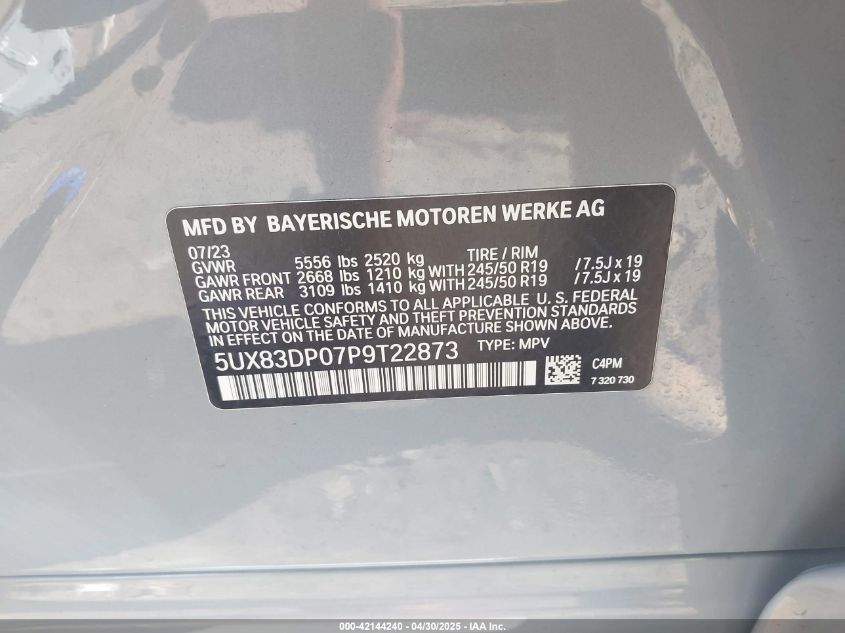 MFD BY BAYERISCHE MOTOREN WERKE AG
07/23 TIRE / RIM
GVWR 5556 lbs 2520 kg
GAWR FRONT 2668 lbs 1210 kg WITH 245/50 R19 / 7.5J x 19
GAWR REAR 3109 lbs 1410 kg WITH 245/50 R19 / 7.5J x 19
THIS VEHICLE CONFORMS TO ALL APPLICABLE U. S. FEDERAL
MOTOR VEHICLE SAFETY AND THEFT PREVENTION STANDARDS
IN EFFECT ON THE DATE OF MANUFACTURE SHOWN ABOVE.
5UX83DP07P9T22873 TYPE: MPV
C4PM
7 320 730
000-42144240 - 04/30/2025 - IAA Inc.